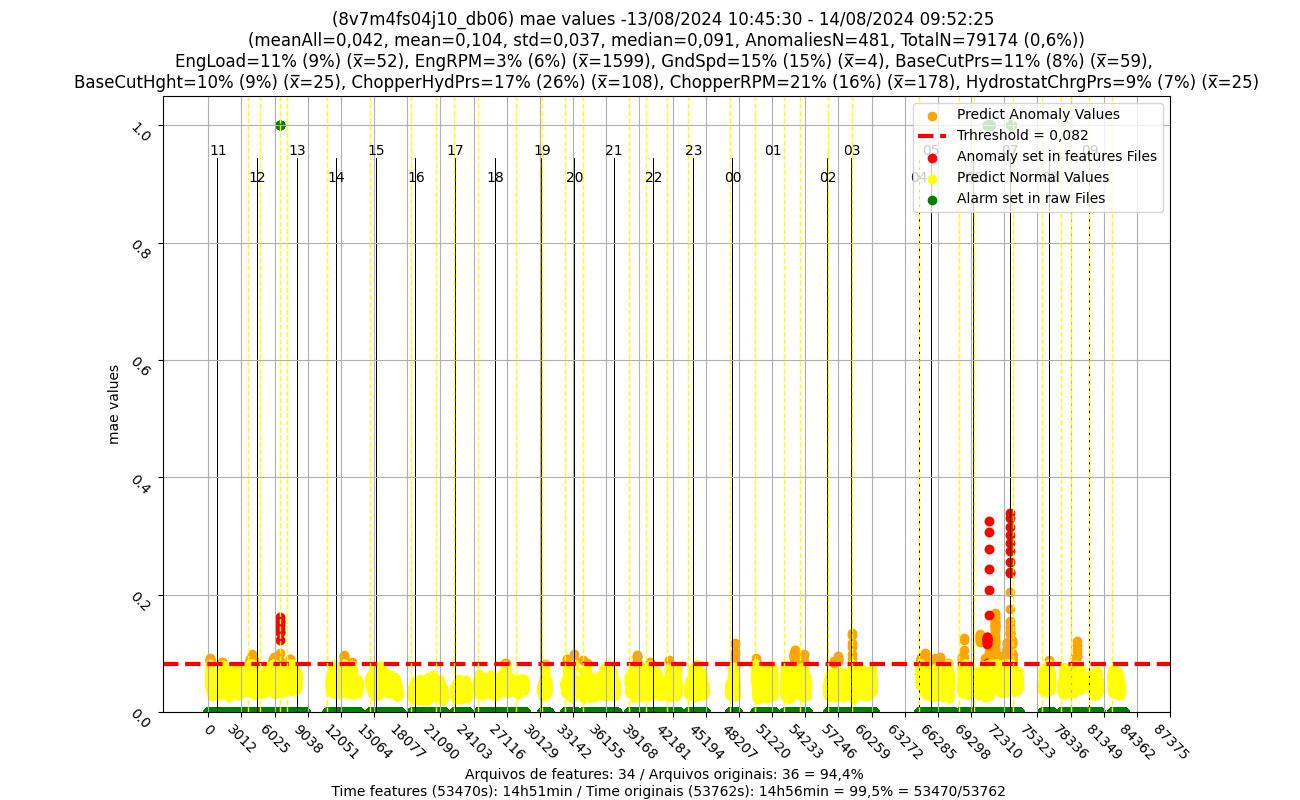 (8v7m4fs04j10_db06) mae values -13/08/2024 10:45:30 - 14/08/2024 09:52:25
(meanAll=0,042, mean=0,104, std=0,037, median=0,091, AnomaliesN=481, TotalN=79174 (0,6%))
EngLoad=11% (9%) (x̅=52), EngRPM=3% (6%) (x̅=1599), GndSpd=15% (15%) (x̅=4), BaseCutPrs=11% (8%) (x̅=59),
BaseCutHght=10% (9%) (x̅=25), ChopperHydPrs=17% (26%) (x̅=108), ChopperRPM=21% (16%) (x̅=178), HydrostatChrgPrs=9% (7%) (x̅=25)
Predict Anomaly Values
Trhreshold = 0,082
Anomaly set in features Files
Predict Normal Values
Alarm set in raw Files
11 13 15 17 19 21 23 01 03 05 07 09
12 14 16 18 20 22 00 02 04
mae values
1.0
0.8
0.6
0.4
0.2
0.0
0 3012 6025 9038 12051 15064 18077 21090 24103 27116 30129 33142 36155 39168 42181 45194 48207 51220 54233 57246 60259 63272 66285 69298 72310 75323 78336 81349 84362 87375
Arquivos de features: 34 / Arquivos originais: 36 = 94,4%
Time features (53470s): 14h51min / Time originais (53762s): 14h56min = 99,5% = 53470/53762